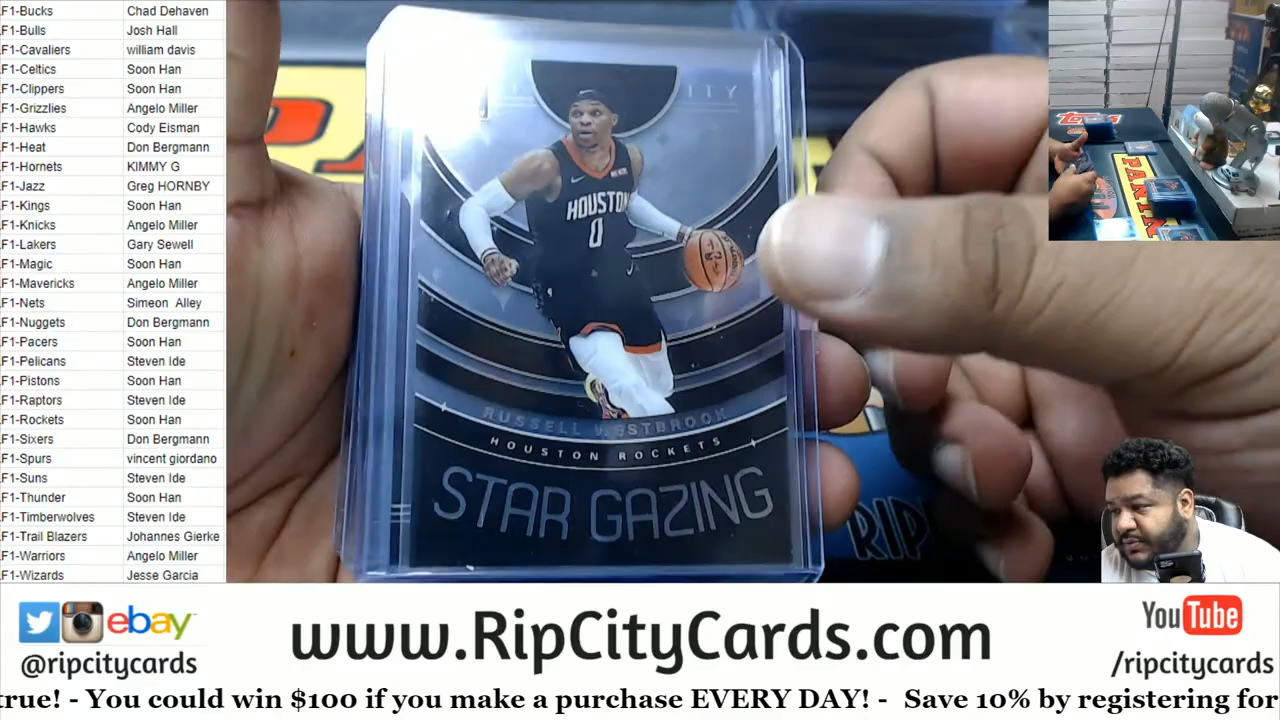 .F1-Bucks Chad Dehaven
.F1-Bulls Josh Hall
.F1-Cavaliers william davis
.F1-Celtics Soon Han
.F1-Clippers Soon Han
.F1-Grizzlies Angelo Miller
.F1-Hawks Cody Eisman
.F1-Heat Don Bergmann
.F1-Hornets KIMMY G
.F1-Jazz Greg HORNBY
.F1-Kings Soon Han
.F1-Knicks Angelo Miller
.F1-Lakers Gary Sewell
.F1-Magic Soon Han
.F1-Mavericks Angelo Miller
.F1-Nets Simeon Alley
.F1-Nuggets Don Bergmann
.F1-Pacers Soon Han
.F1-Pelicans Steven Ide
.F1-Pistons Soon Han
.F1-Raptors Steven Ide
.F1-Rockets Soon Han
.F1-Sixers Don Bergmann
.F1-Spurs vincent giordano
.F1-Suns Steven Ide
.F1-Thunder Soon Han
.F1-Timberwolves Steven Ide
.F1-Trail Blazers Johannes Gierke
.F1-Warriors Angelo Miller
.F1-Wizards Jesse Garcia
HOUSTON
0
RUSSELL WESTBROOK
HOUSTON ROCKETS
STAR GAZING
RIP
Topps
PANINI
ebay
@ripcitycards
www.RipCityCards.com
YouTube
/ripcitycards
true! - You could win $100 if you make a purchase EVERY DAY! - Save 10% by registering for